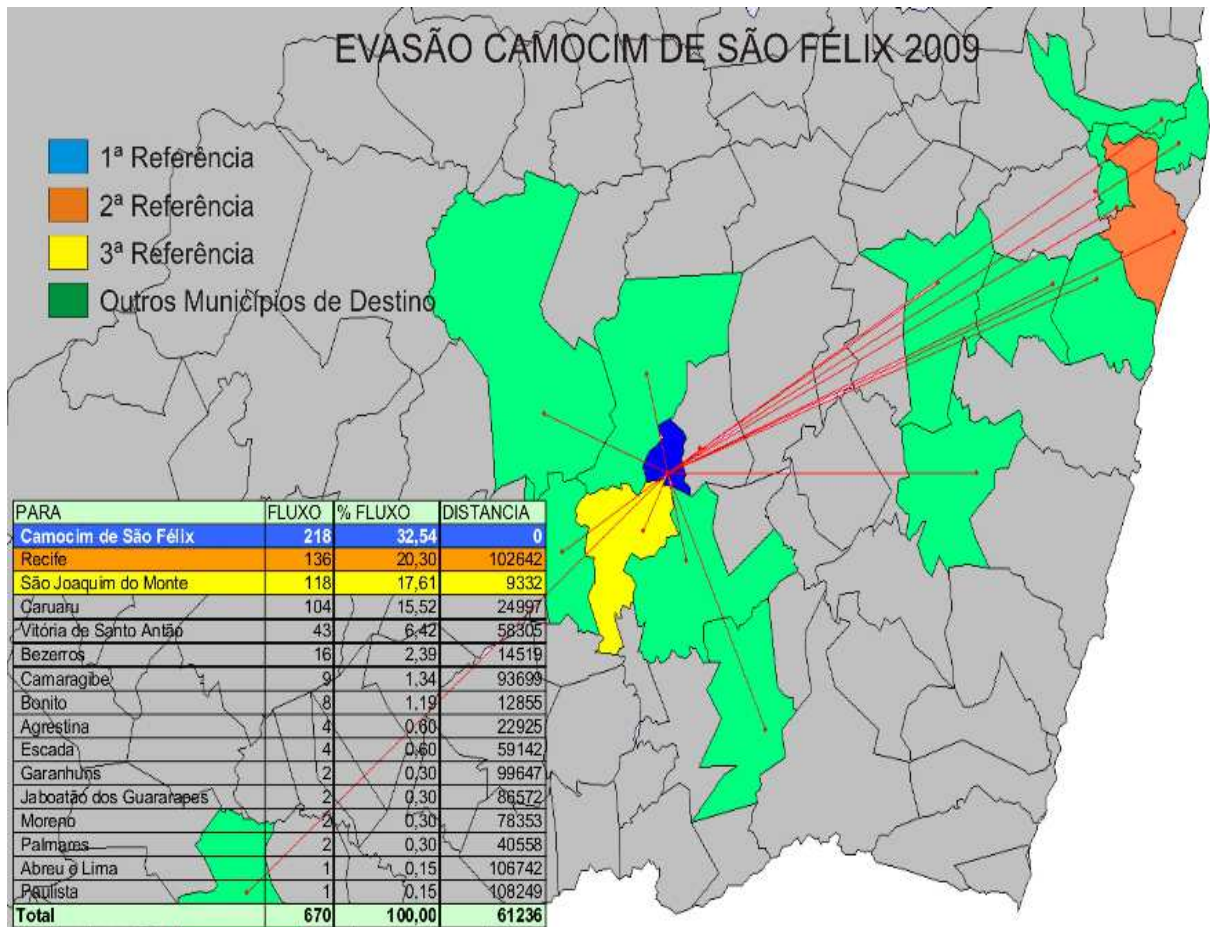 EVASÃO CAMOCIM DE SÃO FÉLIX 2009
1ª Referência
2ª Referência
3ª Referência
Outros Municípios de Destino
PARA FLUXO % FLUXO DISTANCIA
Camocim de São Félix 218 32,54 0
Recife 136 20,30 102642
São Joaquim do Monte 118 17,61 9332
Caruaru 104 15,52 24997
Vitória de Santo Antão 43 6,42 58305
Bezerros 16 2,39 14519
Camaragibe 9 1,34 93699
Bonito 8 1,19 12855
Agrestina 4 0,60 22925
Escada 4 0,60 59142
Garanhuns 2 0,30 99647
Jaboatão dos Guararapes 2 0,30 86572
Moreno 2 0,30 78353
Palmares 2 0,30 40558
Abreu e Lima 1 0,15 106742
Paulista 1 0,15 108249
Total 670 100,00 61236